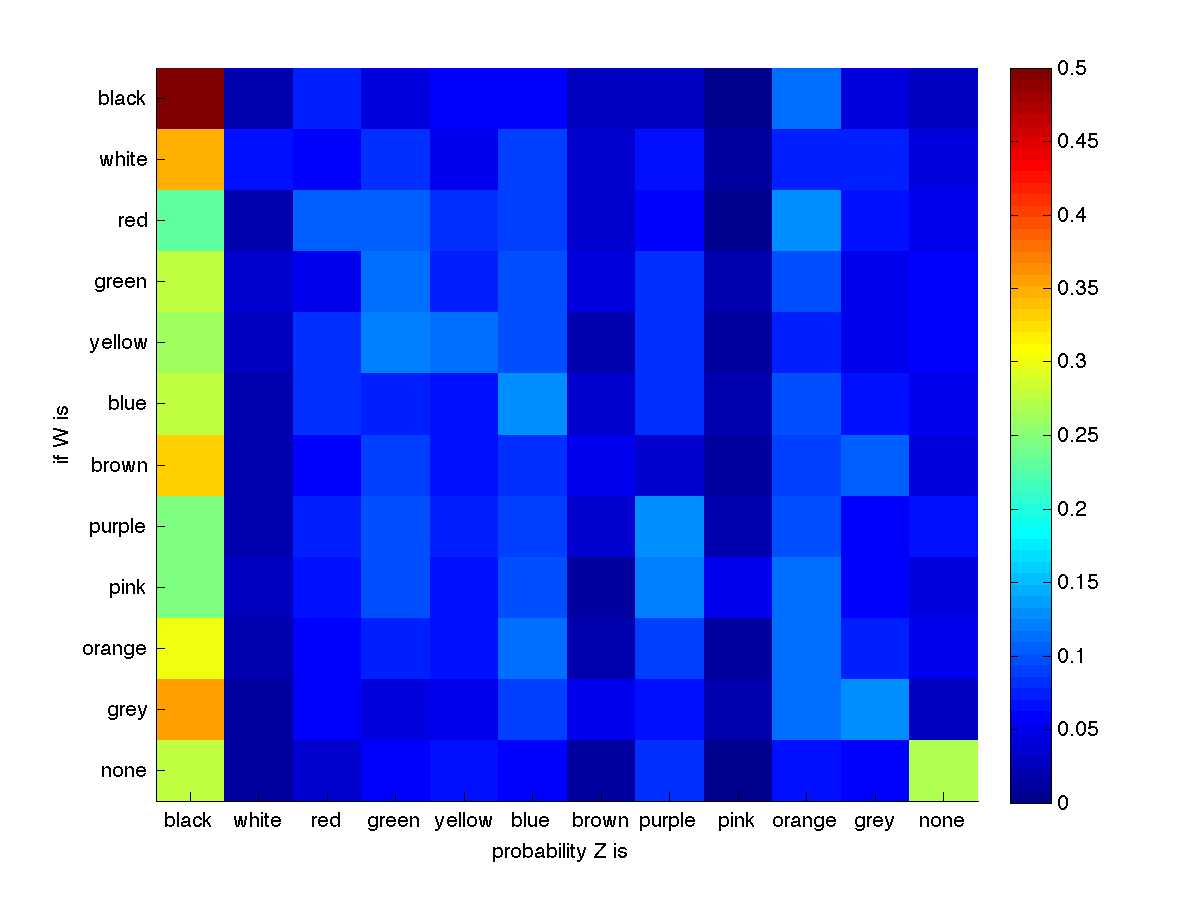 black
white
red
green
yellow
blue
brown
purple
pink
orange
grey
none
if W is
black white red green yellow blue brown purple pink orange grey none
probability Z is
0.5
0.45
0.4
0.35
0.3
0.25
0.2
0.15
0.1
0.05
0